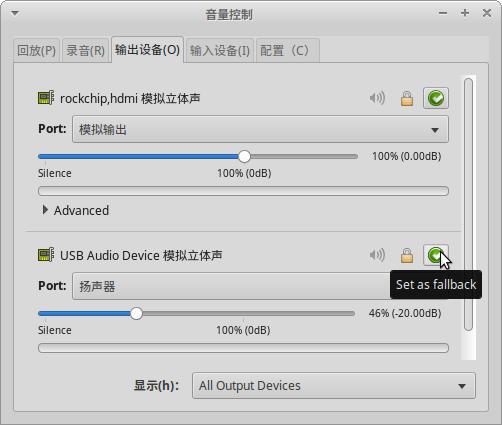 音量控制
回放(P) 录音(R) 输出设备(O) 输入设备(I) 配置（C）
rockchip,hdmi 模拟立体声
Port: 模拟输出
100% (0.00dB)
Silence 100% (0dB)
Advanced
USB Audio Device 模拟立体声
Set as fallback
Port: 扬声器
46% (-20.00dB)
Silence 100% (0dB)
显示(h)： All Output Devices